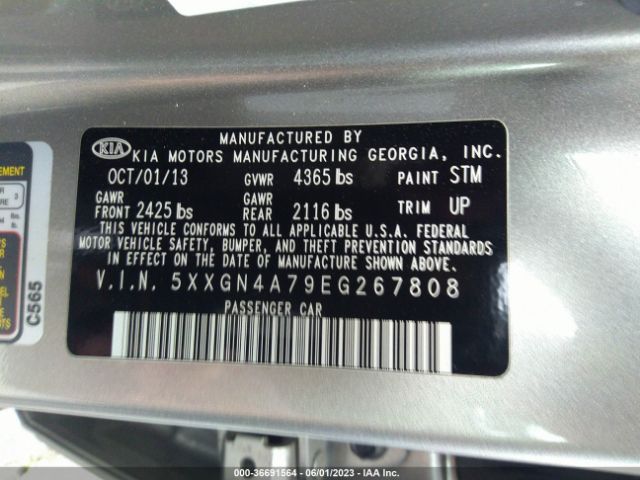 MANUFACTURED BY
KIA KIA MOTORS MANUFACTURING GEORGIA, INC.
OCT/01/13 GVWR 4365 lbs PAINT STM
GAWR FRONT 2425 lbs GAWR REAR 2116 lbs TRIM UP
THIS VEHICLE CONFORMS TO ALL APPLICABLE U.S.A. FEDERAL
MOTOR VEHICLE SAFETY, BUMPER, AND THEFT PREVENTION STANDARDS
IN EFFECT ON THE DATE OF MANUFACTURE SHOWN ABOVE.
V.I.N. 5XXGN4A79EG267808
PASSENGER CAR
C565
3
000-36691564 - 06/01/2023 - IAA Inc.